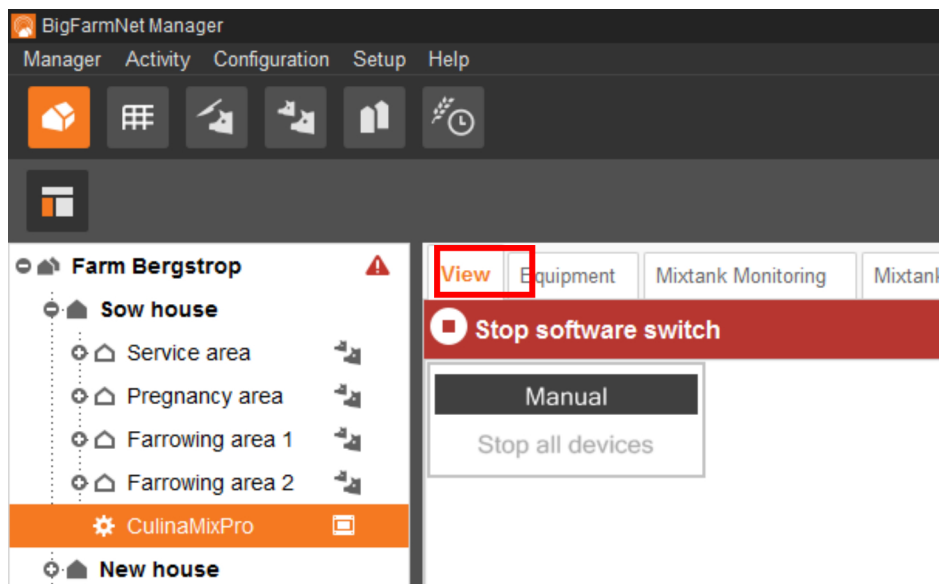 BigFarmNet Manager
Manager Activity Configuration Setup Help
Farm Bergstrop
Sow house
Service area
Pregnancy area
Farrowing area 1
Farrowing area 2
CulinaMixPro
New house
View Equipment Mixtank Monitoring Mixtank
Stop software switch
Manual
Stop all devices